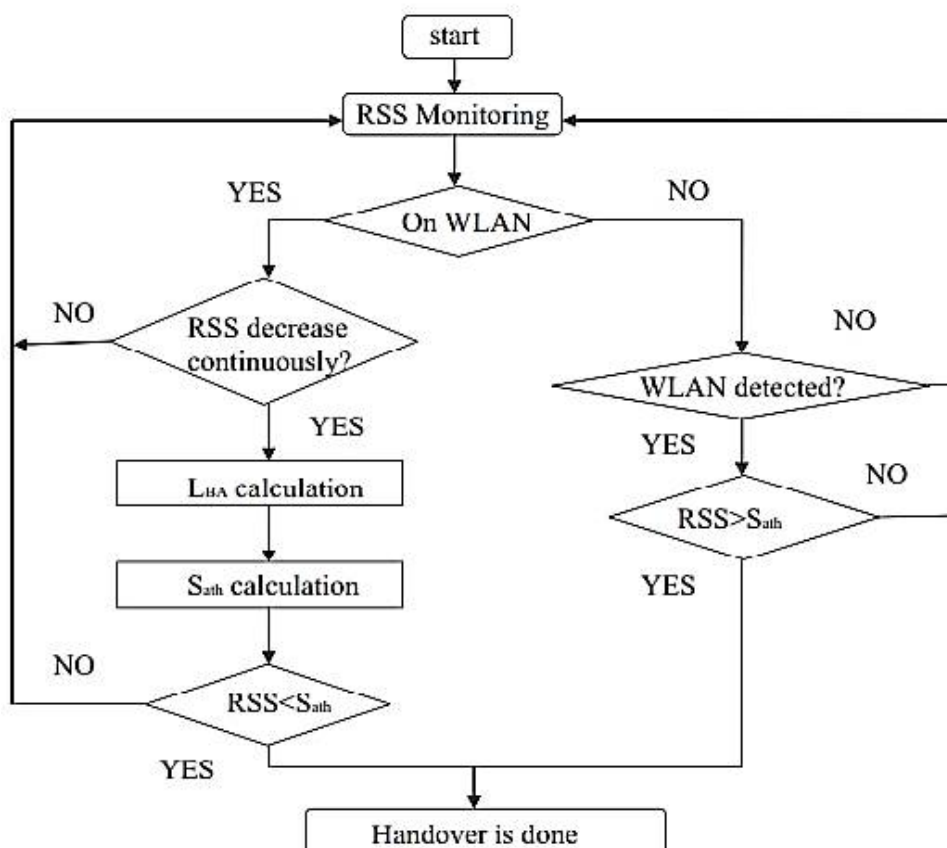 start
RSS Monitoring
YES
NO
On WLAN
NO
RSS decrease
continuously?
NO
WLAN detected?
YES
YES
LBA calculation
NO
RSS>Sath
Sath calculation
YES
NO
RSS<Sath
YES
Handover is done